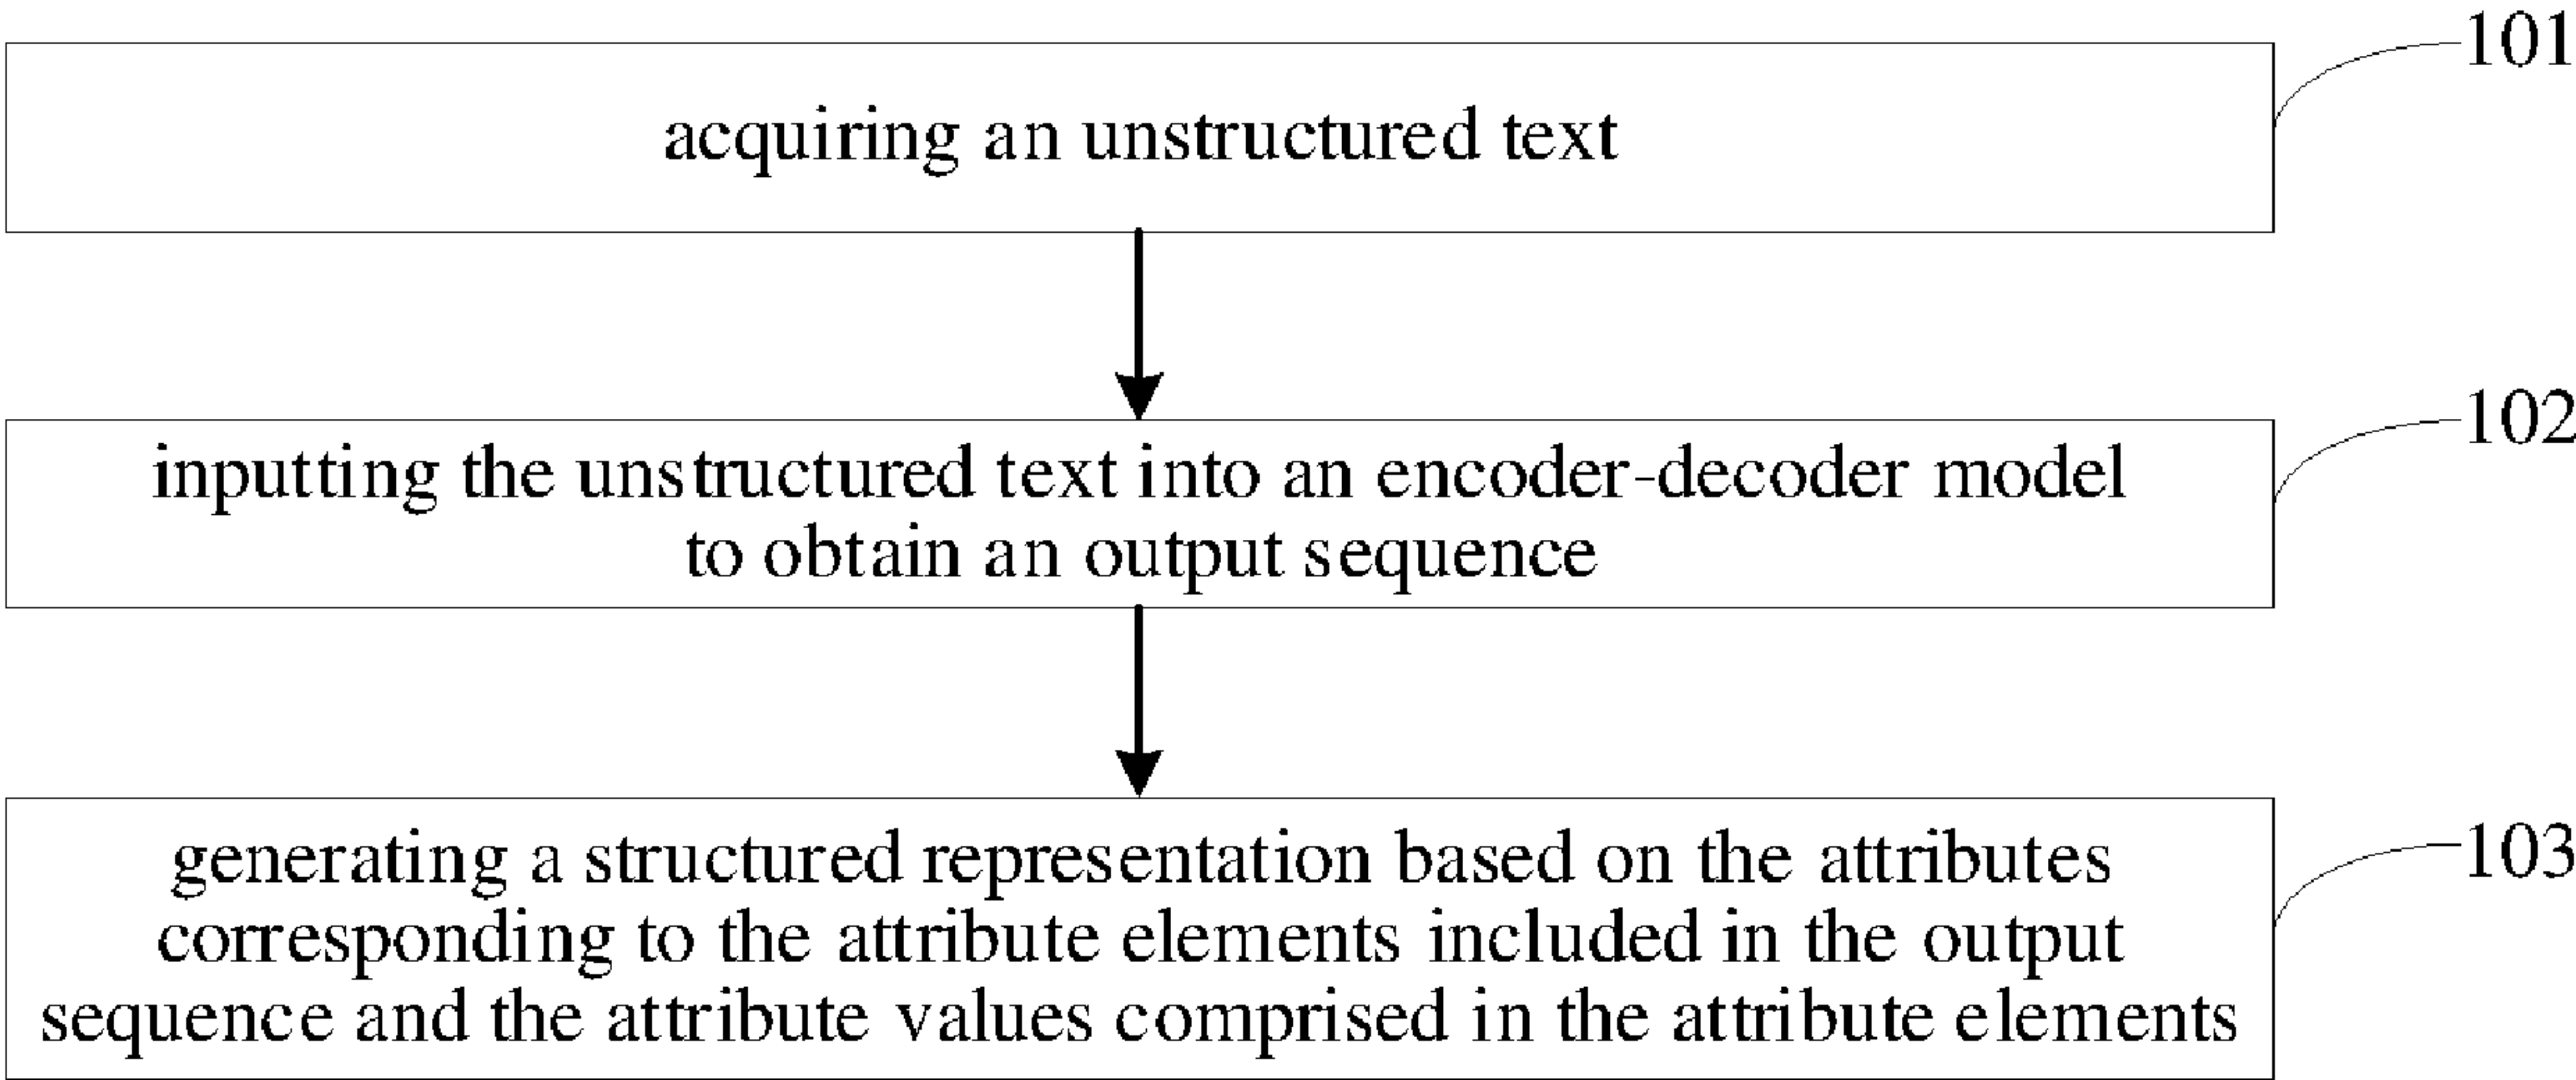 101
acquiring an unstructured text
102
inputting the unstructured text into an encoder-decoder model
to obtain an output sequence
103
generating a structured representation based on the attributes
corresponding to the attribute elements included in the output
sequence and the attribute values comprised in the attribute elements